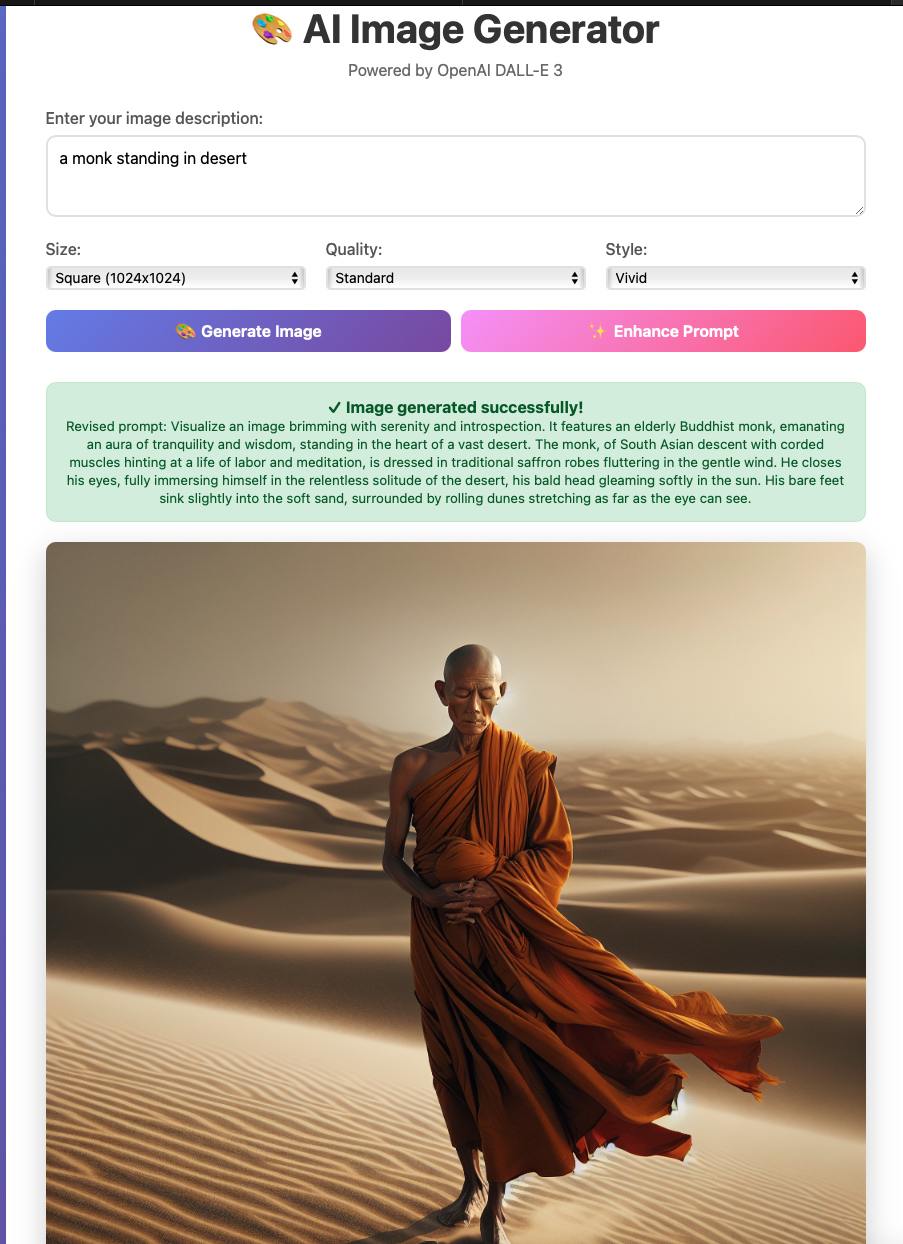 🎨 AI Image Generator
Powered by OpenAI DALL-E 3
Enter your image description:
a monk standing in desert
Size: Quality: Style:
Square (1024x1024) Standard Vivid
🎨 Generate Image ✨ Enhance Prompt
✓ Image generated successfully!
Revised prompt: Visualize an image brimming with serenity and introspection. It features an elderly Buddhist monk, emanating
an aura of tranquility and wisdom, standing in the heart of a vast desert. The monk, of South Asian descent with corded
muscles hinting at a life of labor and meditation, is dressed in traditional saffron robes fluttering in the gentle wind. He closes
his eyes, fully immersing himself in the relentless solitude of the desert, his bald head gleaming softly in the sun. His bare feet
sink slightly into the soft sand, surrounded by rolling dunes stretching as far as the eye can see.